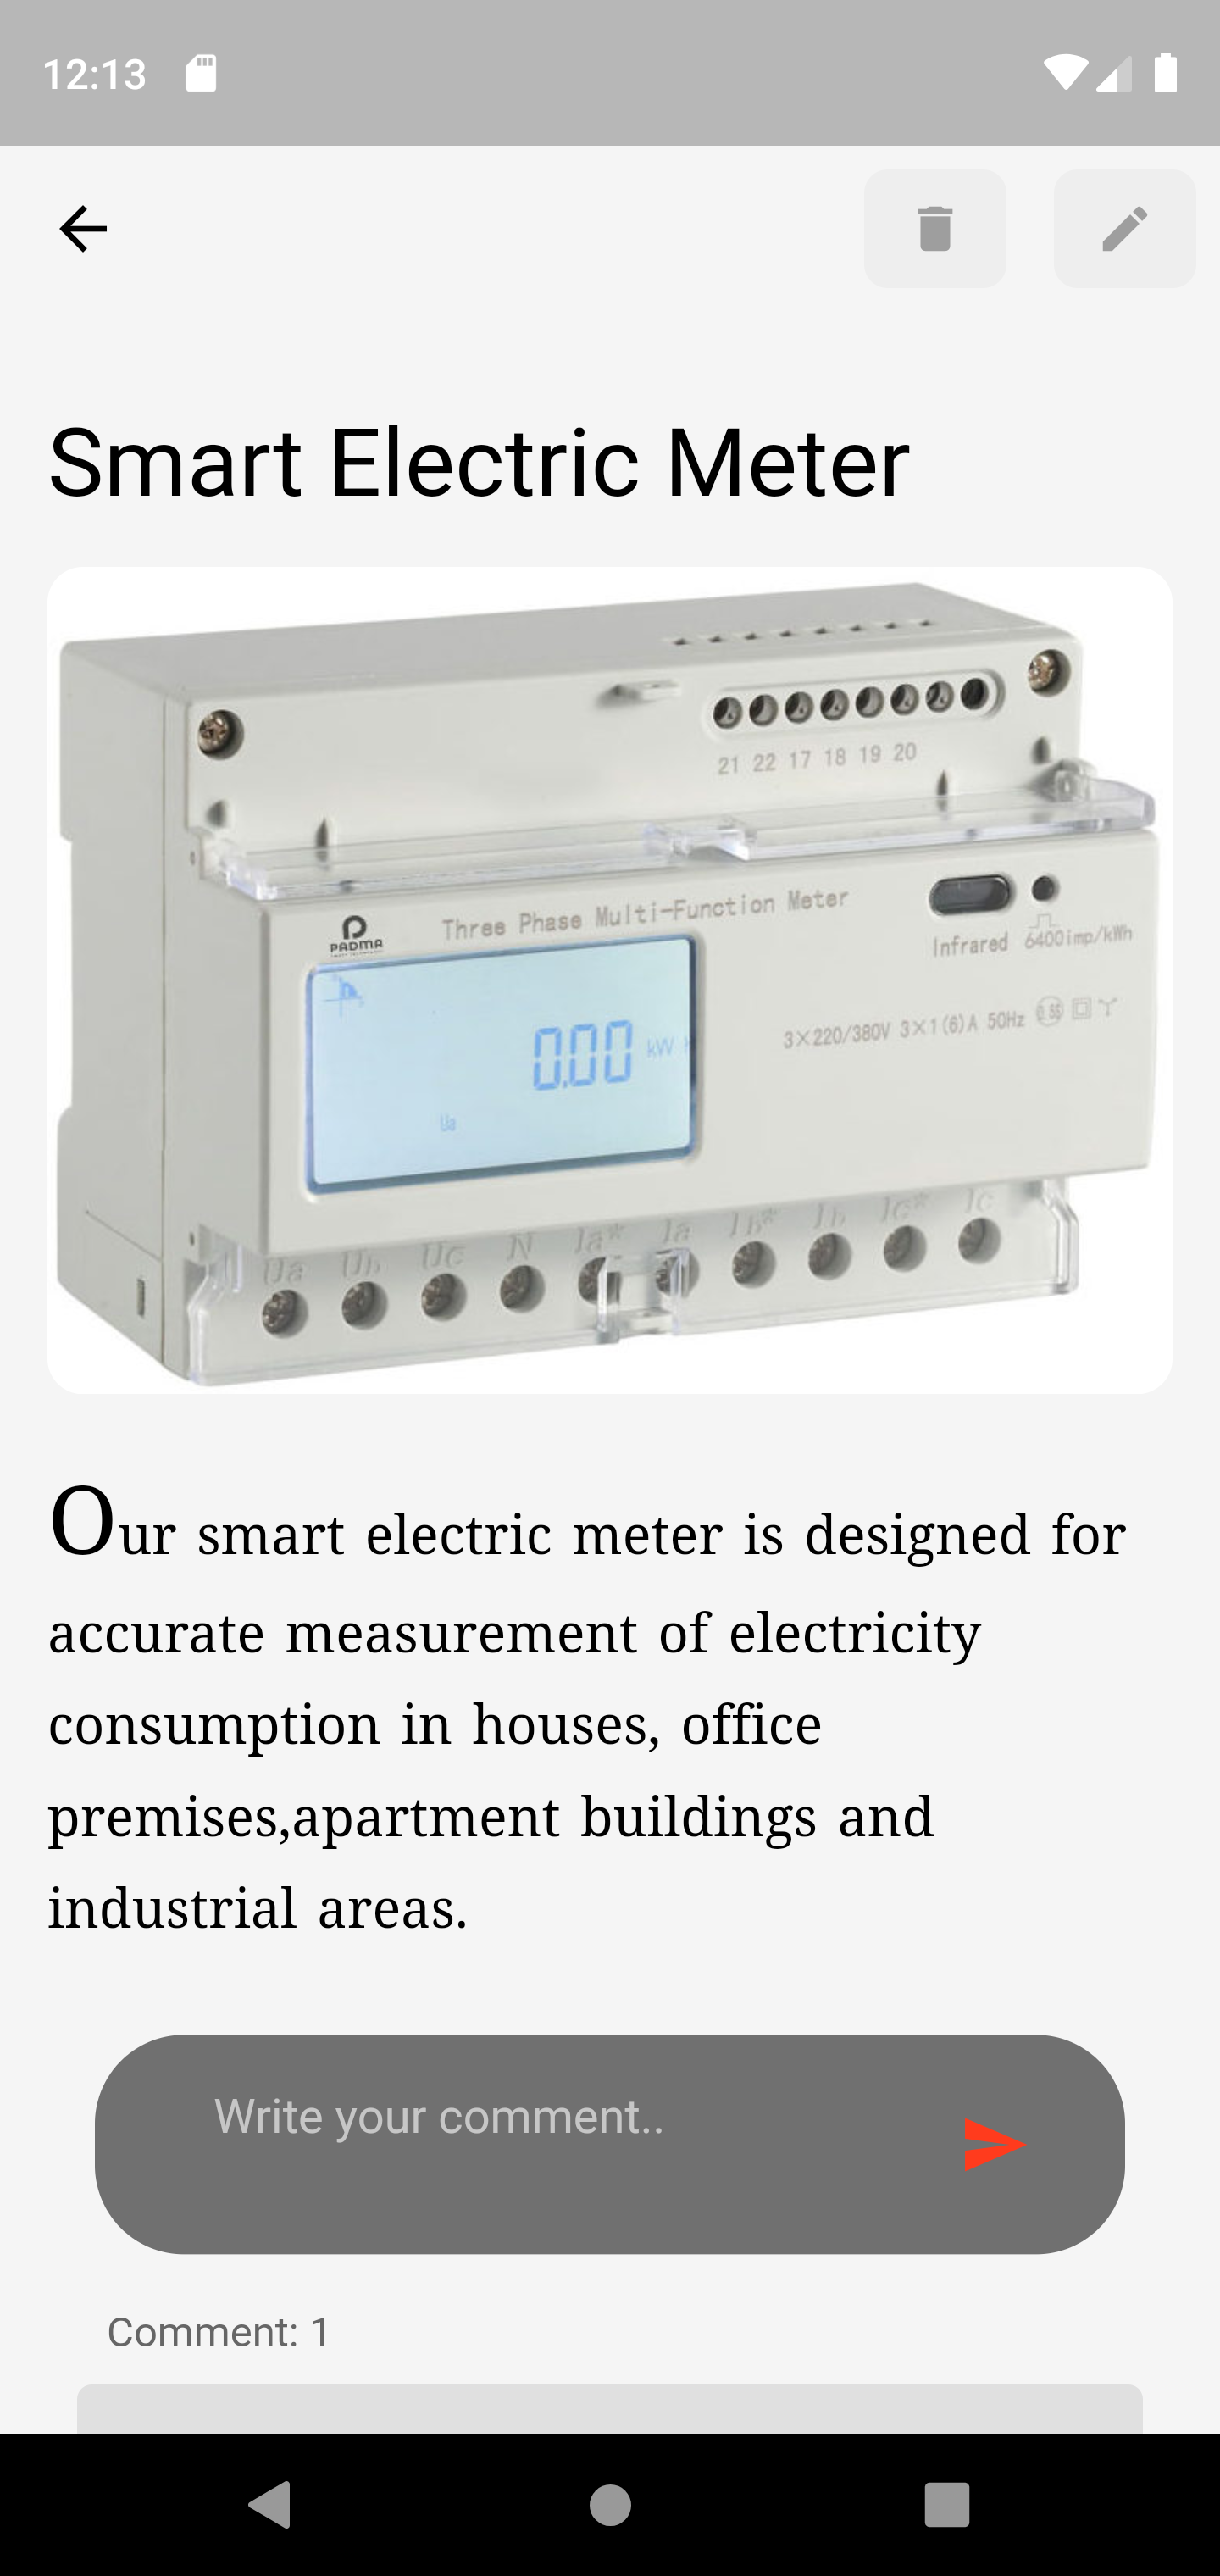 12:13
Smart Electric Meter
21 22 17 18 19 20
PADMA
Three Phase Multi-Function Meter
Infrared 6400imp/kWh
3×220/380V 3×1(6)A 50Hz 0.5S
0.00 kW
Ua
Ua Ub Uc N Ia* Ia Ib* Ib Ic* Ic
Our smart electric meter is designed for
accurate measurement of electricity
consumption in houses, office
premises,apartment buildings and
industrial areas.
Write your comment..
Comment: 1